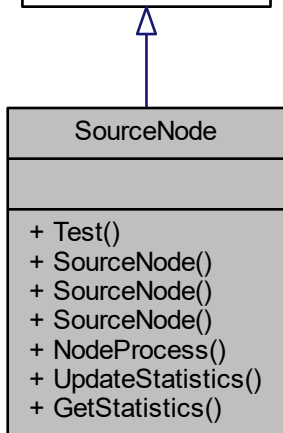 SourceNode
+ Test()
+ SourceNode()
+ SourceNode()
+ SourceNode()
+ NodeProcess()
+ UpdateStatistics()
+ GetStatistics()